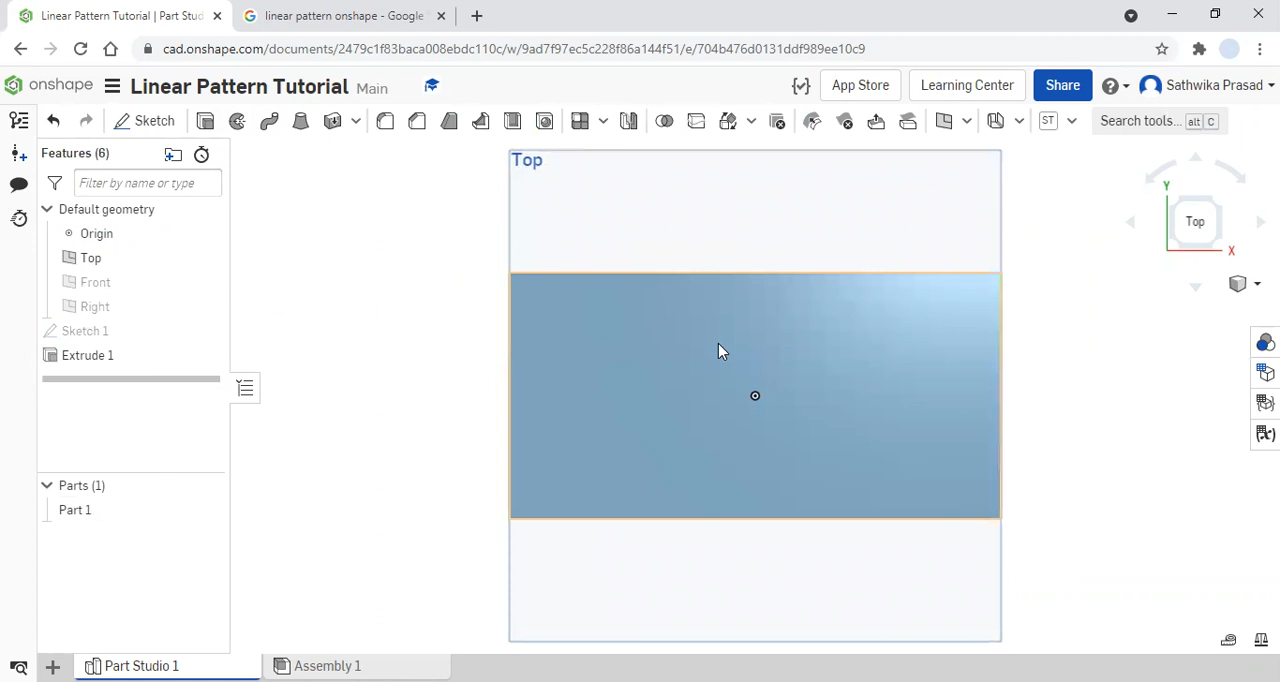 Linear Pattern Tutorial | Part Studi
linear pattern onshape - Google
cad.onshape.com/documents/2479c1f83baca008ebdc110c/w/9ad7f97ec5c228f86a144f51/e/704b476d0131ddf989ee10c9
onshape
Linear Pattern Tutorial Main
App Store
Learning Center
Share
Sathwika Prasad
Sketch
ST
Search tools... alt C
Features (6)
Filter by name or type
Default geometry
Origin
Top
Front
Right
Sketch 1
Extrude 1
Parts (1)
Part 1
Top
Y
Top
X
Part Studio 1
Assembly 1